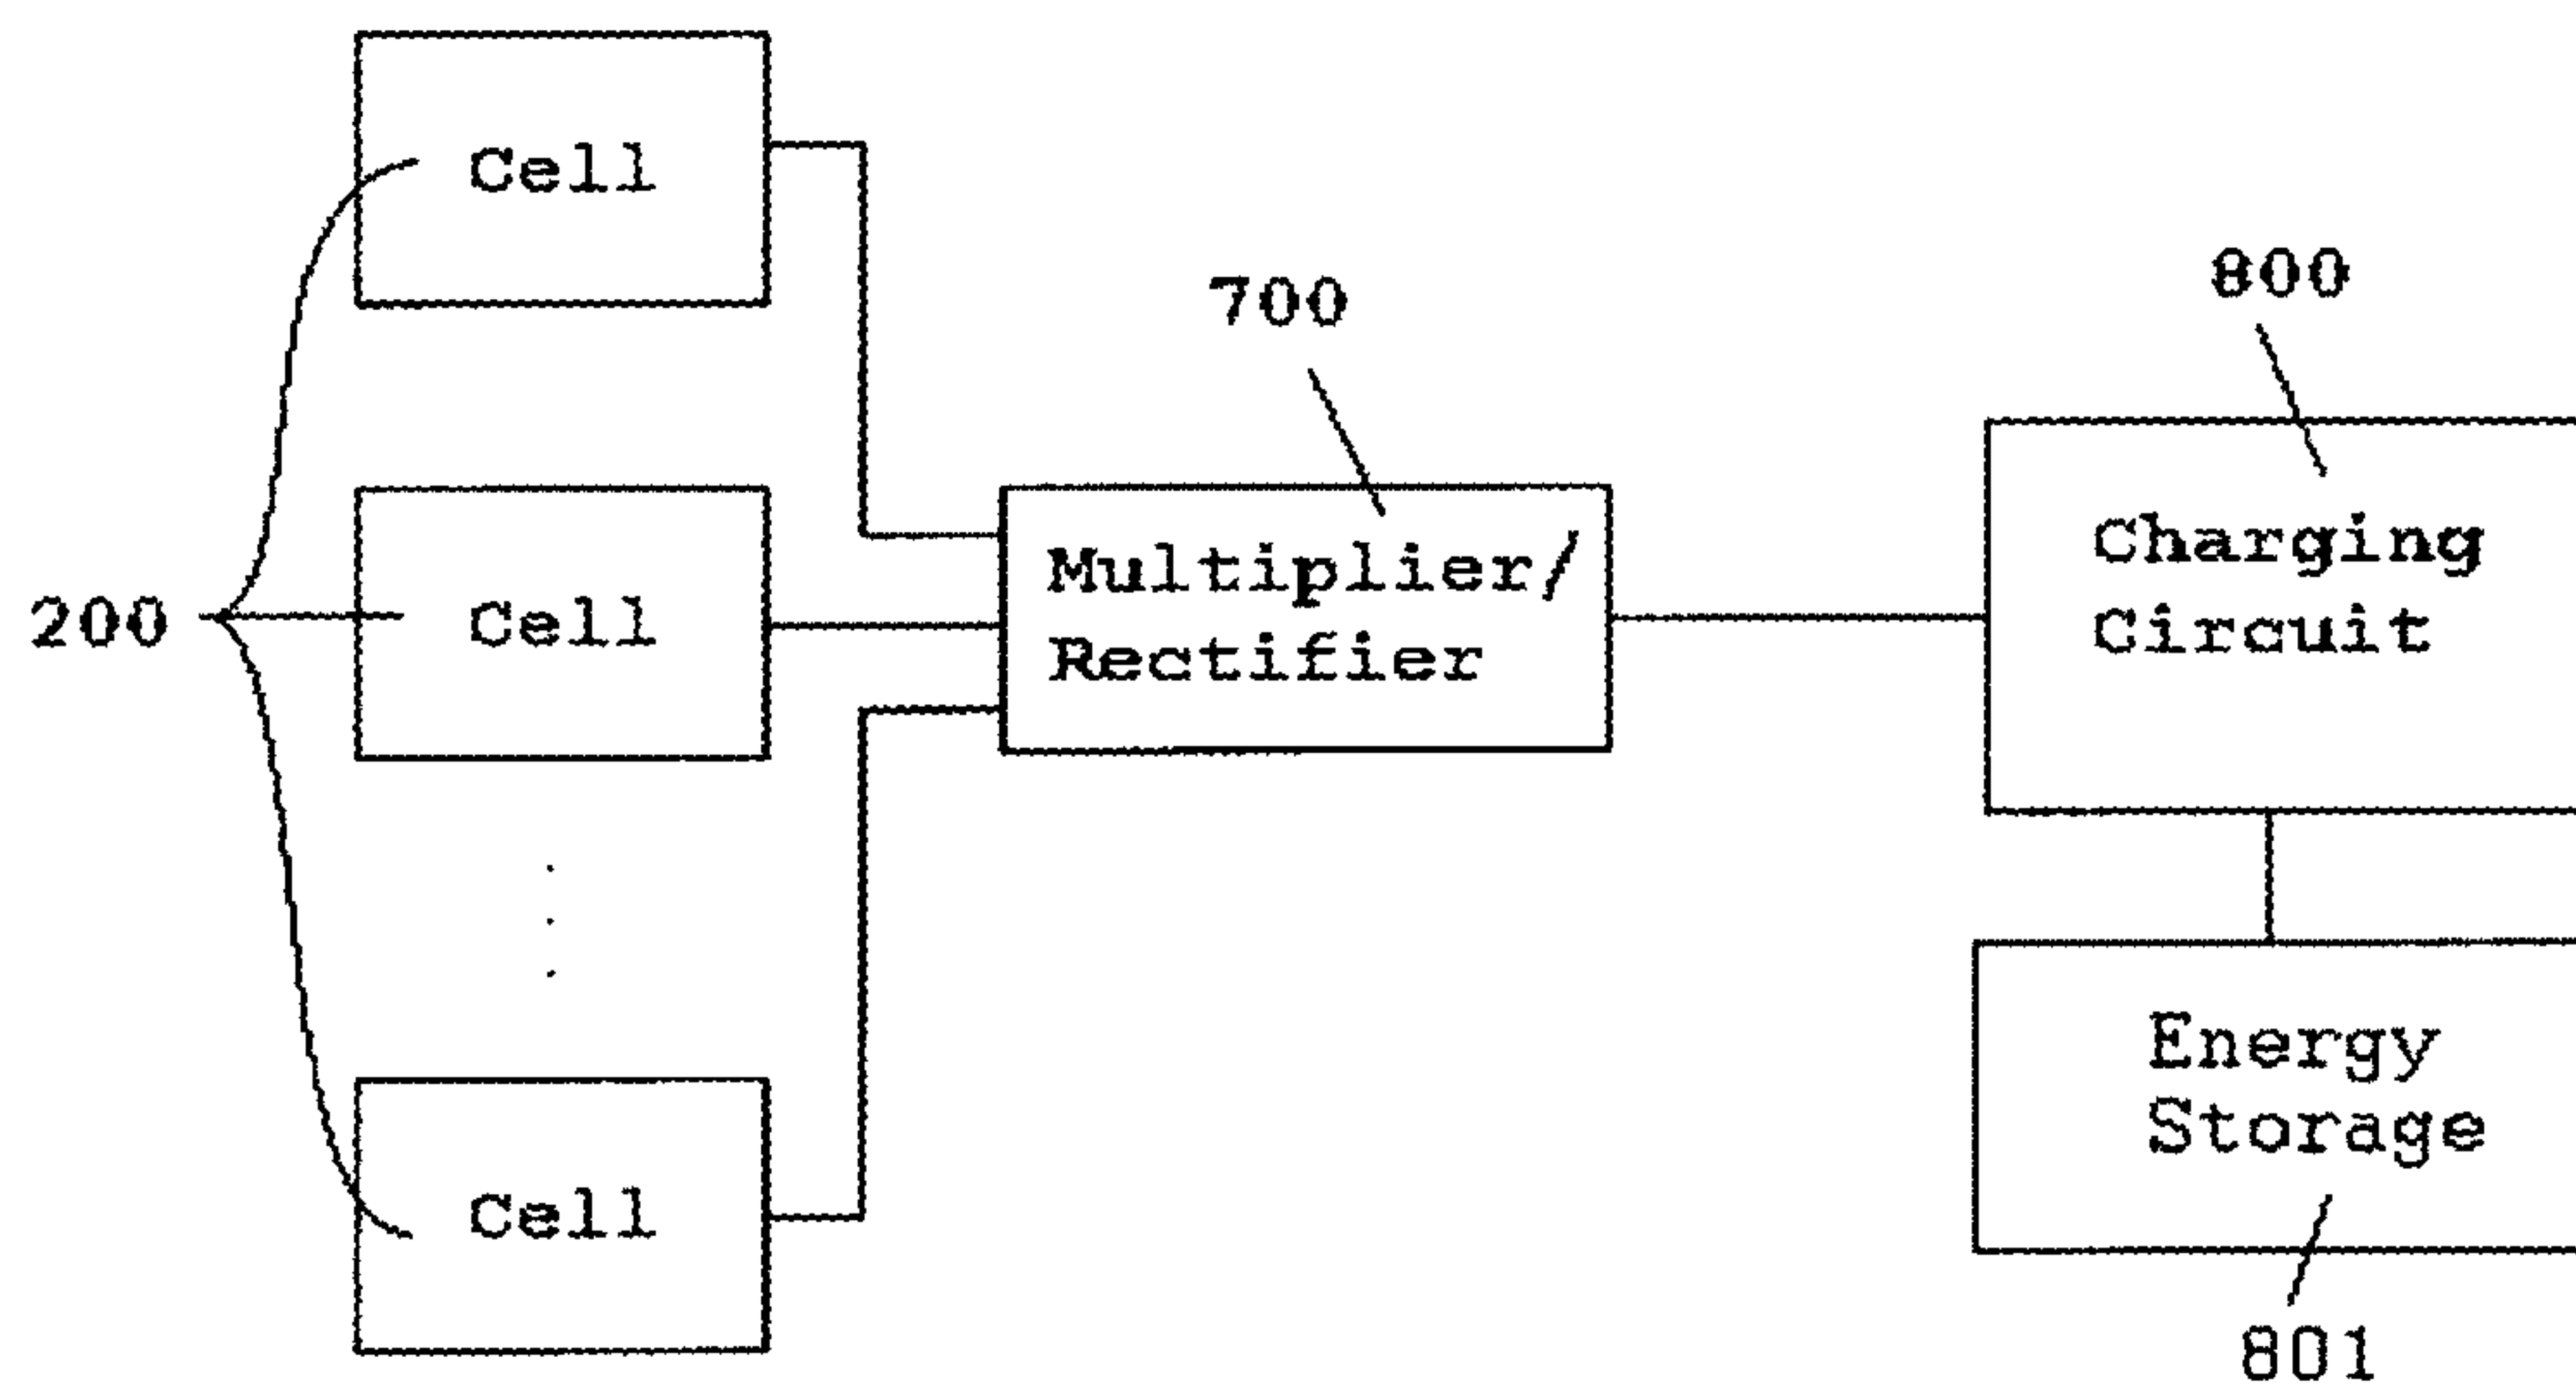 Cell
800
700
Cell
Multiplier/
Rectifier
Charging
Circuit
200
Energy
Storage
Cell
801